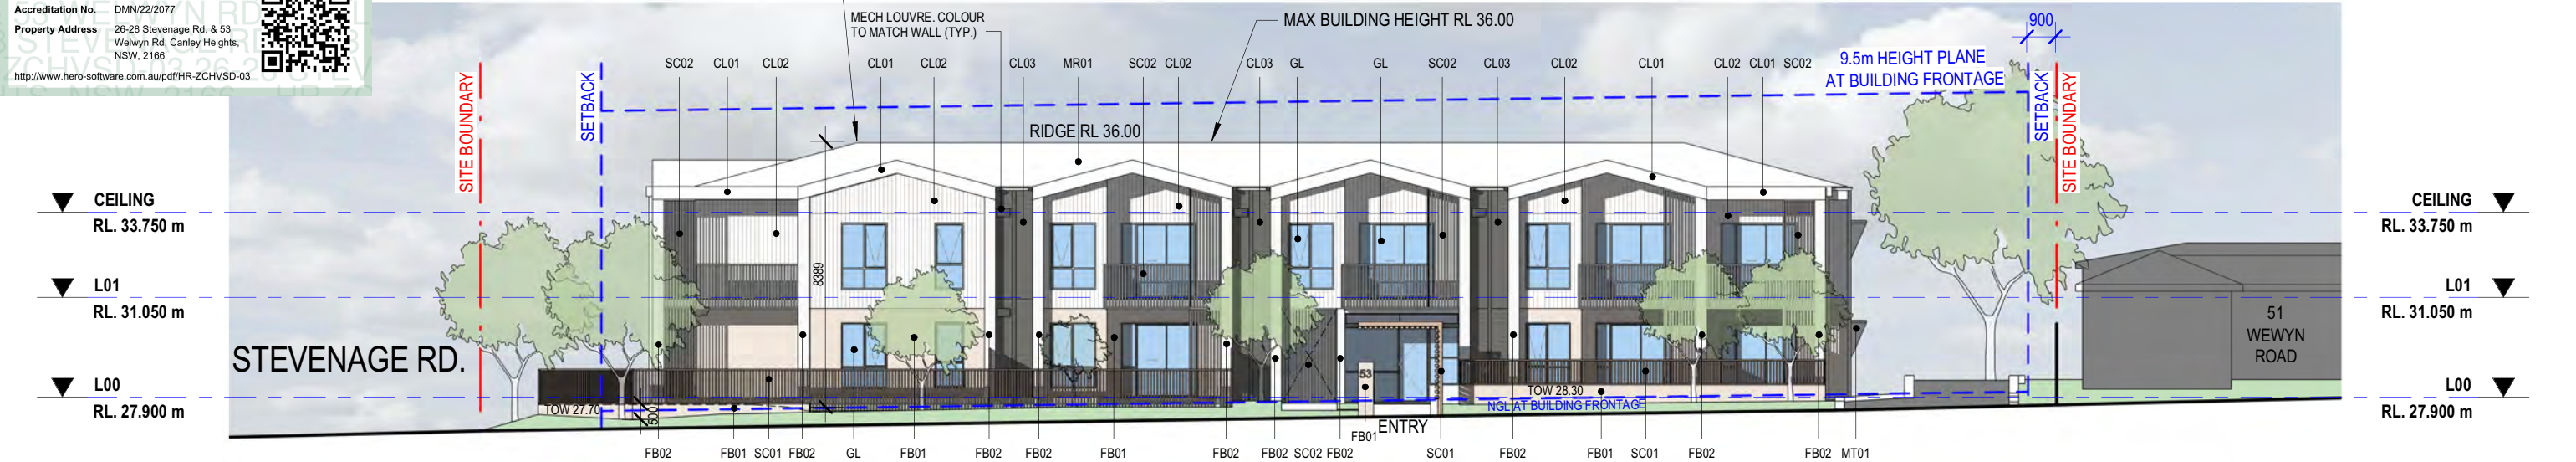 Accreditation No. DMN/22/2077
Property Address 26-28 Stevenage Rd. & 53
Welwyn Rd, Canley Heights,
NSW, 2166
http://www.hero-software.com.au/pdf/HR-ZCHVSD-03
MECH LOUVRE. COLOUR
TO MATCH WALL (TYP.)
MAX BUILDING HEIGHT RL 36.00
900
9.5m HEIGHT PLANE
AT BUILDING FRONTAGE
SC02 CL01 CL02 CL01 CL02 CL03 MR01 SC02 CL02 CL03 GL GL SC02 CL03 CL02 CL01 CL02 CL01 SC02
SITE BOUNDARY
SETBACK
SETBACK
SITE BOUNDARY
RIDGE RL 36.00
CEILING
RL. 33.750 m
CEILING
RL. 33.750 m
8389
L01
RL. 31.050 m
L01
RL. 31.050 m
51
WEWYN
ROAD
STEVENAGE RD.
53
L00
RL. 27.900 m
L00
RL. 27.900 m
TOW 27.70
500
TOW 28.30
NGL AT BUILDING FRONTAGE
ENTRY
FB01
FB02 FB01 SC01 FB02 GL FB01 FB02 FB02 FB01 FB02 FB02 SC02 FB02 SC01 FB02 FB01 SC01 FB02 FB02 MT01